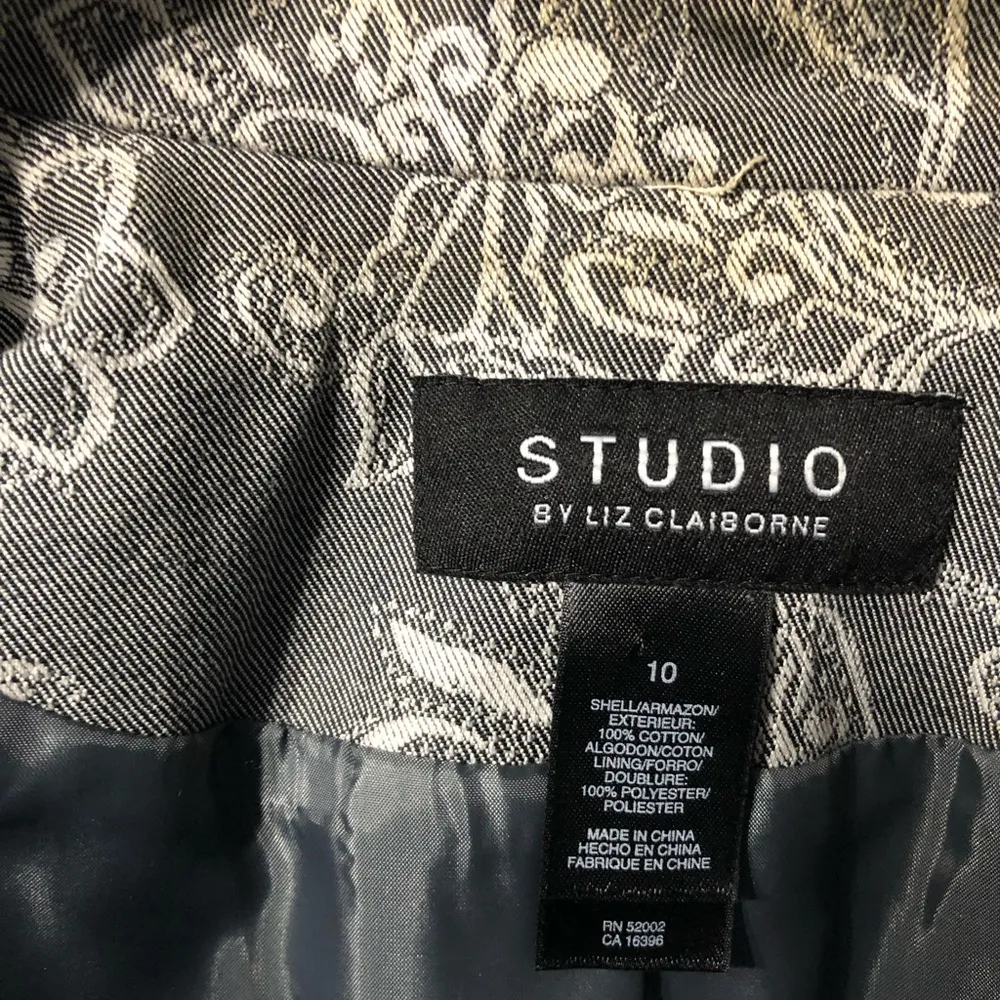 STUDIO
BY LIZ CLAIBORNE
10
SHELL/ARMAZON/
EXTERIEUR:
100% COTTON/
ALGODON/COTON
LINING/FORRO/
DOUBLURE:
100% POLYESTER/
POLIESTER
MADE IN CHINA
HECHO EN CHINA
FABRIQUE EN CHINE
RN 52002
CA 16396